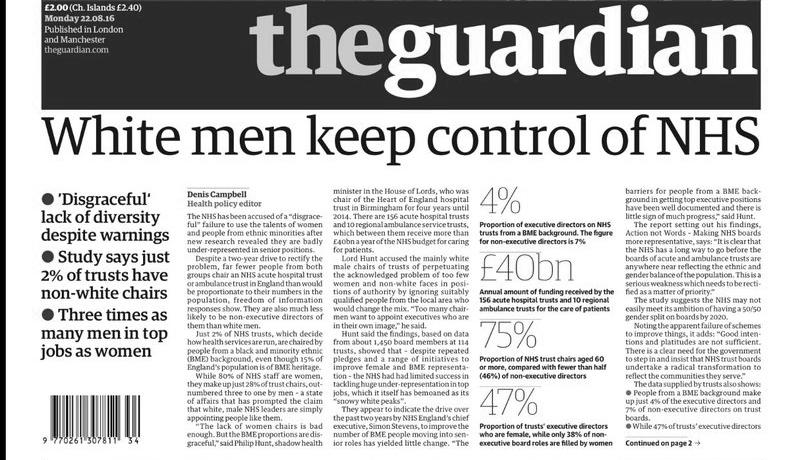 £2.00 (Ch. Islands £2.40)
Monday 22.08.16
Published in London
and Manchester
theguardian.com
theguardian
White men keep control of NHS
● 'Disgraceful'
lack of diversity
despite warnings
● Study says just
2% of trusts have
non-white chairs
● Three times as
many men in top
jobs as women
9 770261 307811 34
Denis Campbell
Health policy editor
The NHS has been accused of a “disgrace-
ful” failure to use the talents of women
and people from ethnic minorities after
new research revealed they are badly
under-represented in senior positions.
Despite a two-year drive to rectify the
problem, far fewer people from both
groups chair an NHS acute hospital trust
or ambulance trust in England than would
be proportionate to their numbers in the
population, freedom of information
responses show. They are also much less
likely to be non-executive directors of
them than white men.
Just 2% of NHS trusts, which decide
how health services are run, are chaired by
people from a black and minority ethnic
(BME) background, even though 15% of
England's population is of BME heritage.
While 80% of NHS staff are women,
they make up just 28% of trust chairs, out-
numbered three to one by men - a state
of affairs that has prompted the claim
that white, male NHS leaders are simply
appointing people like them.
“The lack of women chairs is bad
enough. But the BME proportions are dis-
graceful,” said Philip Hunt, shadow health
minister in the House of Lords, who was
chair of the Heart of England hospital
trust in Birmingham for four years until
2014. There are 156 acute hospital trusts
and 10 regional ambulance service trusts,
which between them receive more than
£40bn a year of the NHS budget for caring
for patients.
Lord Hunt accused the mainly white
male chairs of trusts of perpetuating
the acknowledged problem of too few
women and non-white faces in posi-
tions of authority by ignoring suitably
qualified people from the local area who
would change the mix. “Too many chair-
men want to appoint executives who are
in their own image,” he said.
Hunt said the findings, based on data
from about 1,450 board members at 114
trusts, showed that - despite repeated
pledges and a range of initiatives to
improve female and BME representa-
tion - the NHS had had limited success in
tackling huge under-representation in top
jobs, which it itself has bemoaned as its
“snowy white peaks”.
They appear to indicate the drive over
the past two years by NHS England's chief
executive, Simon Stevens, to improve the
number of BME people moving into sen-
ior roles has yielded little change. “The
4%
Proportion of executive directors on NHS
trusts from a BME background. The figure
for non-executive directors is 7%
£40bn
Annual amount of funding received by the
156 acute hospital trusts and 10 regional
ambulance trusts for the care of patients
75%
Proportion of NHS trust chairs aged 60
or more, compared with fewer than half
(46%) of non-executive directors
47%
Proportion of trusts' executive directors
who are female, while only 38% of non-
executive board roles are filled by women
barriers for people from a BME back-
ground in getting top executive positions
have been well documented and there is
little sign of much progress,” said Hunt.
The report setting out his findings,
Action not Words - Making NHS boards
more representative, says: “It is clear that
the NHS has a long way to go before the
boards of acute and ambulance trusts are
anywhere near reflecting the ethnic and
gender balance of the population. This is a
serious weakness which needs to be recti-
fied as a matter of priority.”
The study suggests the NHS may not
easily meet its ambition of having a 50/50
gender split on boards by 2020.
Noting the apparent failure of schemes
to improve things, it adds: “Good inten-
tions and platitudes are not sufficient.
There is a clear need for the government
to step in and insist that NHS trust boards
undertake a radical transformation to
reflect the communities they serve.”
The data supplied by trusts also shows:
● People from a BME background make
up just 4% of the executive directors and
7% of non-executive directors on trust
boards.
● While 47% of trusts' executive directors
Continued on page 2 →